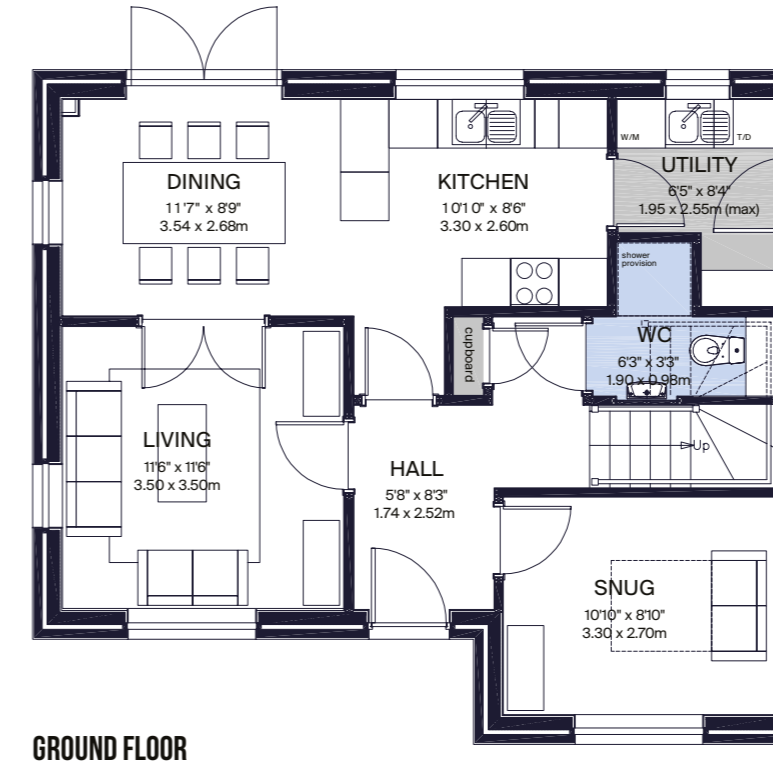 DINING
11'7" x 8'9"
3.54 x 2.68m
KITCHEN
10'10" x 8'6"
3.30 x 2.60m
W/M
T/D
UTILITY
6'5" x 8'4"
1.95 x 2.55m (max)
shower
provision
cupboard
WC
6'3" x 3'3"
1.90 x 0.98m
LIVING
11'6" x 11'6"
3.50 x 3.50m
HALL
5'8" x 8'3"
1.74 x 2.52m
Up
SNUG
10'10" x 8'10"
3.30 x 2.70m
GROUND FLOOR